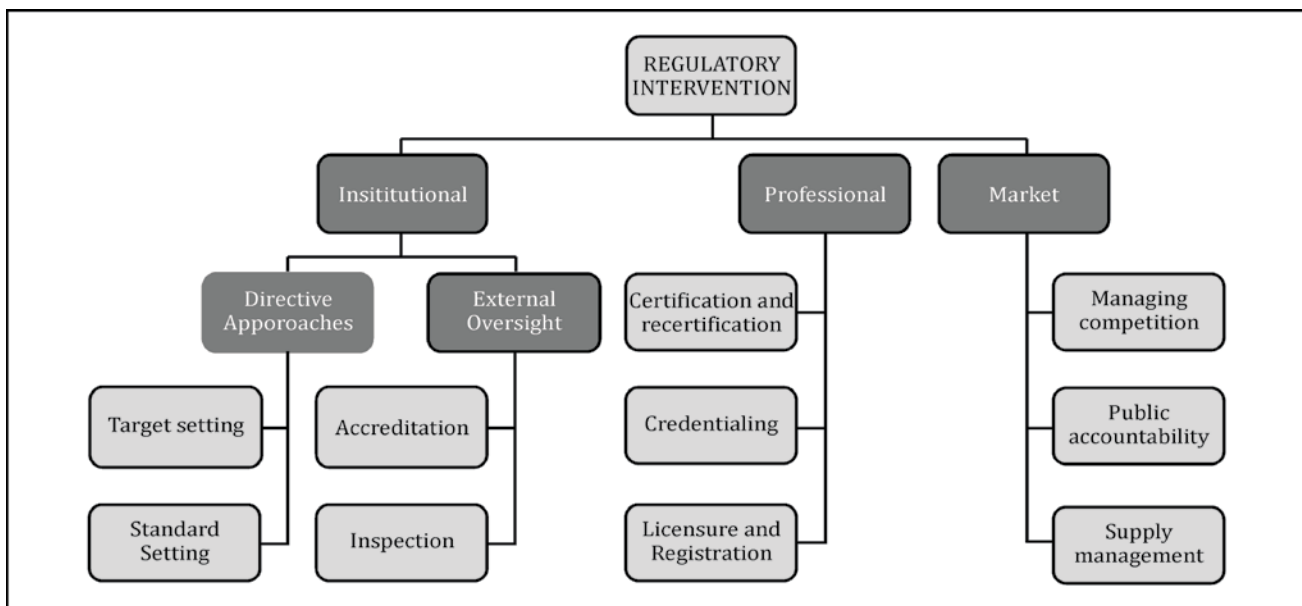 REGULATORY
INTERVENTION
Insititutional
Professional
Market
Directive
Apporoaches
External
Oversight
Certification and
recertification
Managing
competition
Target setting
Accreditation
Credentialing
Public
accountability
Standard
Setting
Inspection
Licensure and
Registration
Supply
management